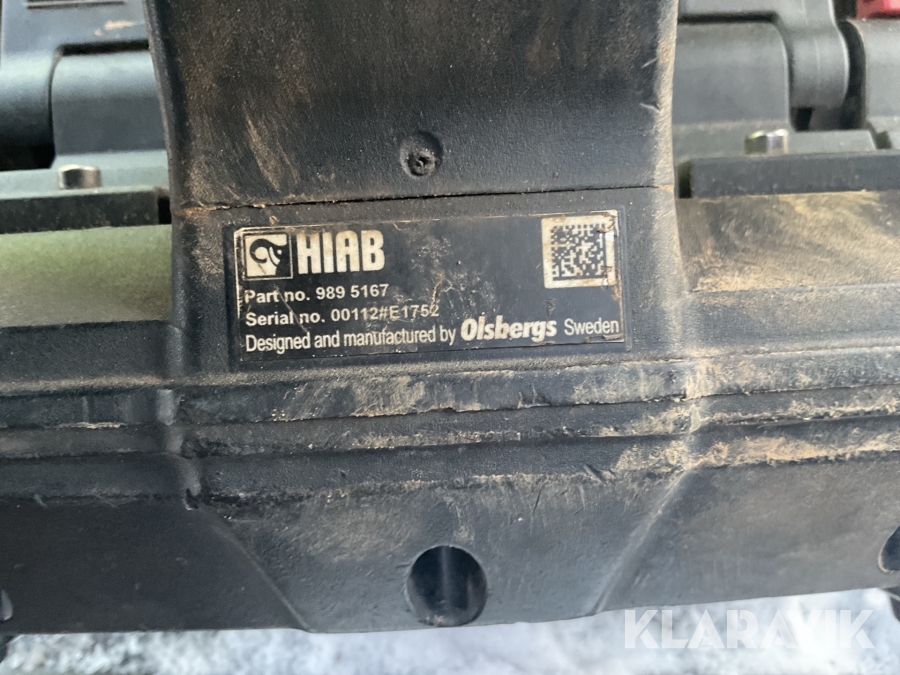 HIAB
Part no. 989 5167
Serial no. 00112#E1752
Designed and manufactured by Olsbergs Sweden
KLARAVIK